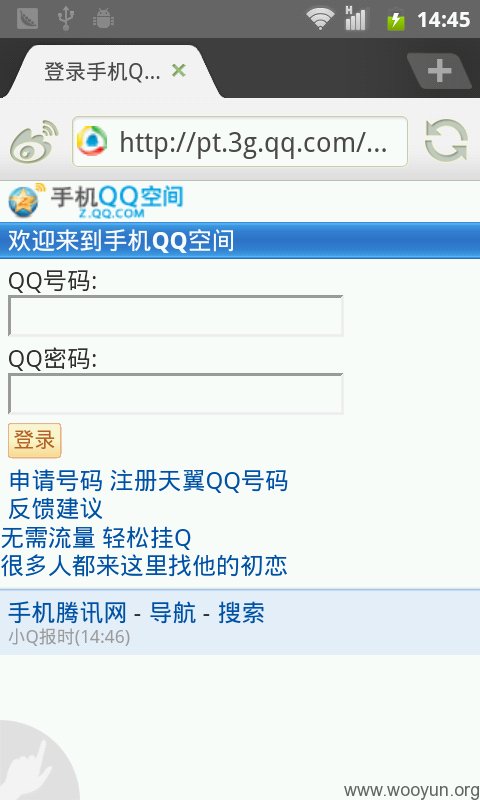 H
14:45
登录手机Q...
http://pt.3g.qq.com/...
手机QQ空间
Z.QQ.COM
欢迎来到手机QQ空间
QQ号码:
QQ密码:
登录
申请号码 注册天翼QQ号码
反馈建议
无需流量 轻松挂Q
很多人都来这里找他的初恋
手机腾讯网 - 导航 - 搜索
小Q报时(14:46)
www.wooyun.org